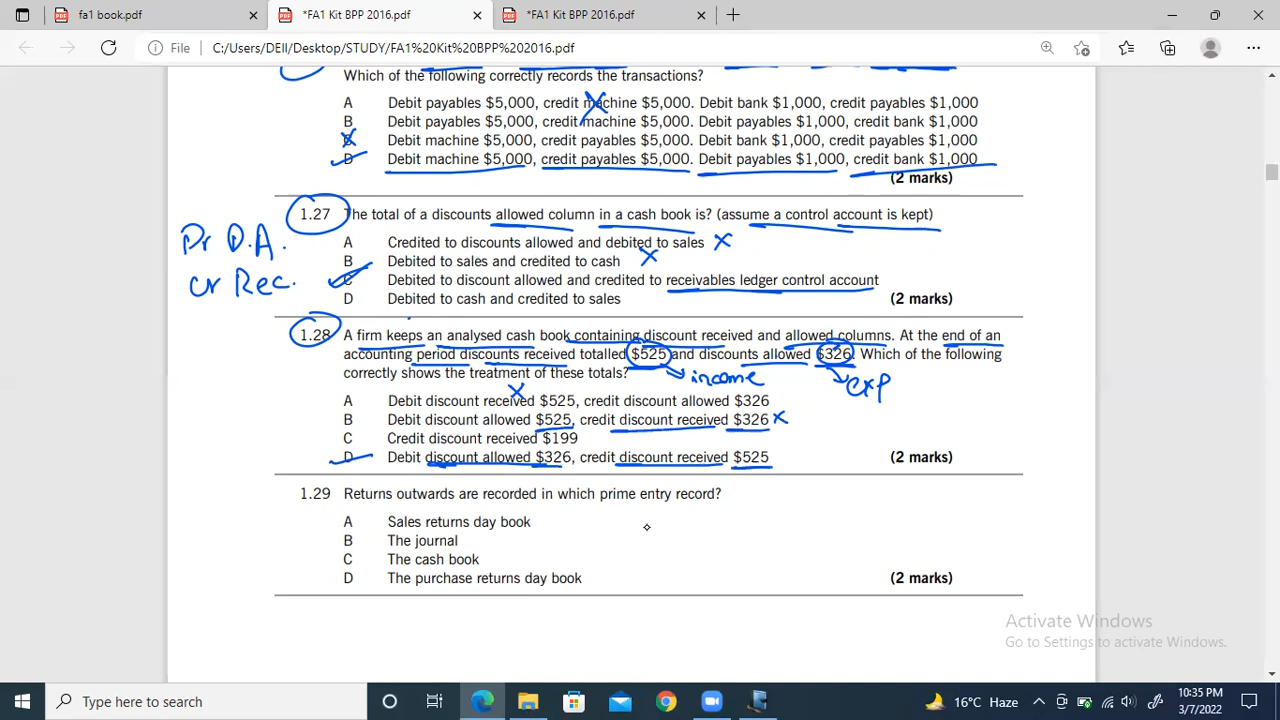 fa1 book.pdf
*FA1 Kit BPP 2016.pdf
*FA1 Kit BPP 2016.pdf
File C:/Users/DEll/Desktop/STUDY/FA1%20Kit%20BPP%202016.pdf
Which of the following correctly records the transactions?
A Debit payables $5,000, credit machine $5,000. Debit bank $1,000, credit payables $1,000
B Debit payables $5,000, credit machine $5,000. Debit payables $1,000, credit bank $1,000
C Debit machine $5,000, credit payables $5,000. Debit bank $1,000, credit payables $1,000
D Debit machine $5,000, credit payables $5,000. Debit payables $1,000, credit bank $1,000
(2 marks)
1.27 The total of a discounts allowed column in a cash book is? (assume a control account is kept)
A Credited to discounts allowed and debited to sales
B Debited to sales and credited to cash
C Debited to discount allowed and credited to receivables ledger control account
D Debited to cash and credited to sales (2 marks)
Dr D.A.
cr Rec.
1.28 A firm keeps an analysed cash book containing discount received and allowed columns. At the end of an
accounting period discounts received totalled $525 and discounts allowed $326. Which of the following
correctly shows the treatment of these totals?
income
exp
A Debit discount received $525, credit discount allowed $326
B Debit discount allowed $525, credit discount received $326
C Credit discount received $199
D Debit discount allowed $326, credit discount received $525 (2 marks)
1.29 Returns outwards are recorded in which prime entry record?
A Sales returns day book
B The journal
C The cash book
D The purchase returns day book (2 marks)
Activate Windows
Go to Settings to activate Windows.
Type here to search
16°C Haze
10:35 PM
3/7/2022